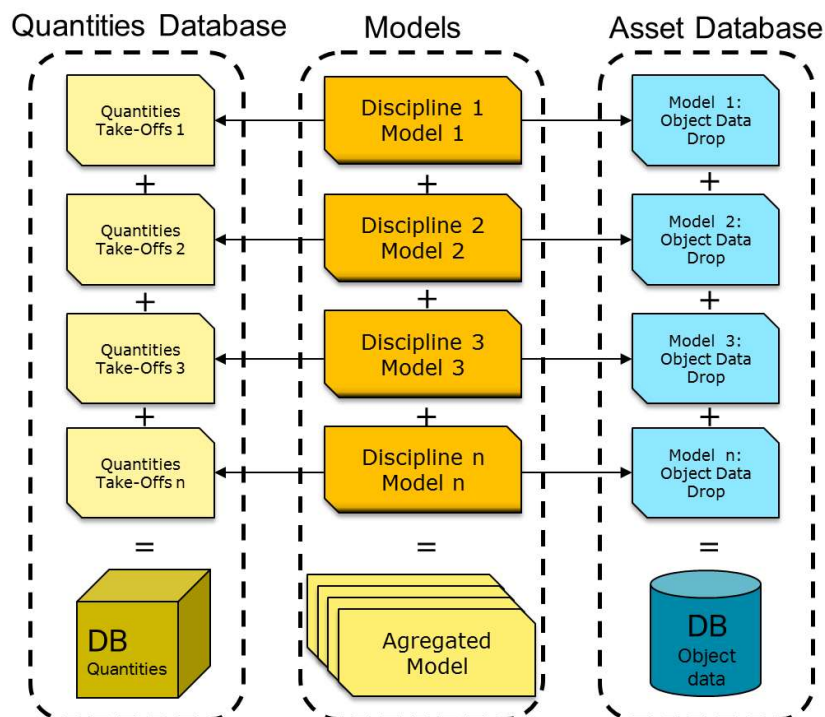 Quantities Database
Models
Asset Database
Quantities
Take-Offs 1
Discipline 1
Model 1
Model 1:
Object Data
Drop
+
+
+
Quantities
Take-Offs 2
Discipline 2
Model 2
Model 2:
Object Data
Drop
+
+
+
Quantities
Take-Offs 3
Discipline 3
Model 3
Model 3:
Object Data
Drop
+
+
+
Quantities
Take-Offs n
Discipline n
Model n
Model n:
Object Data
Drop
=
=
=
DB
Quantities
Agregated
Model
DB
Object
data